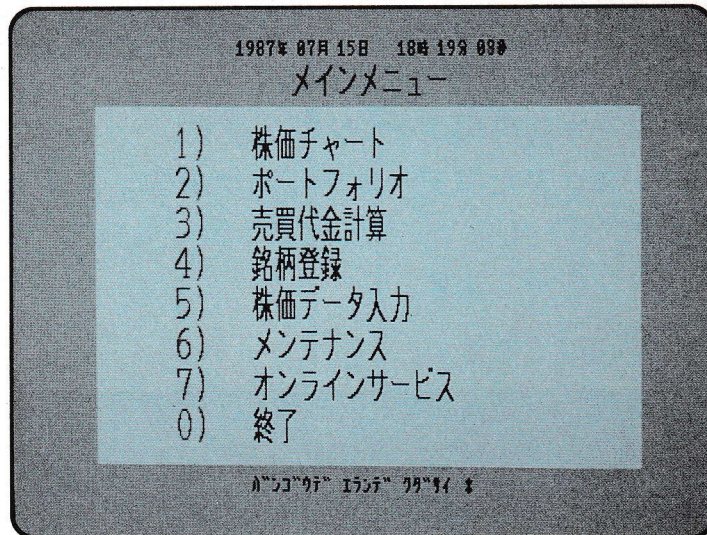 1987年 07月 15日 18時 19分 09秒
メインメニュー
1) 株価チャート
2) ポートフォリオ
3) 売買代金計算
4) 銘柄登録
5) 株価データ入力
6) メンテナンス
7) オンラインサービス
0) 終了
バンゴウデ エランデ クダサイ